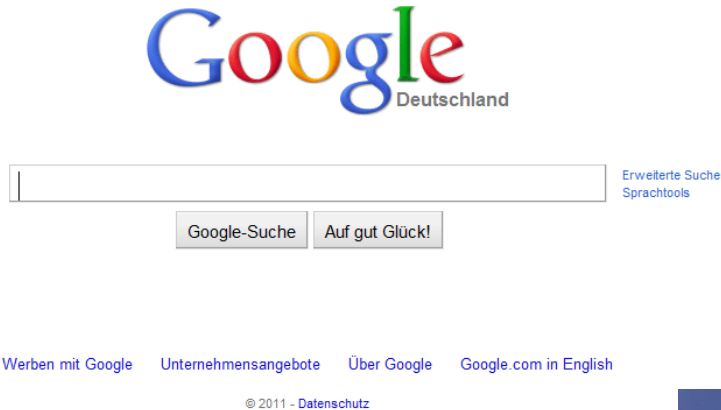 Google
Deutschland
Erweiterte Suche
Sprachtools
Google-Suche Auf gut Glück!
Werben mit Google Unternehmensangebote Über Google Google.com in English
© 2011 - Datenschutz